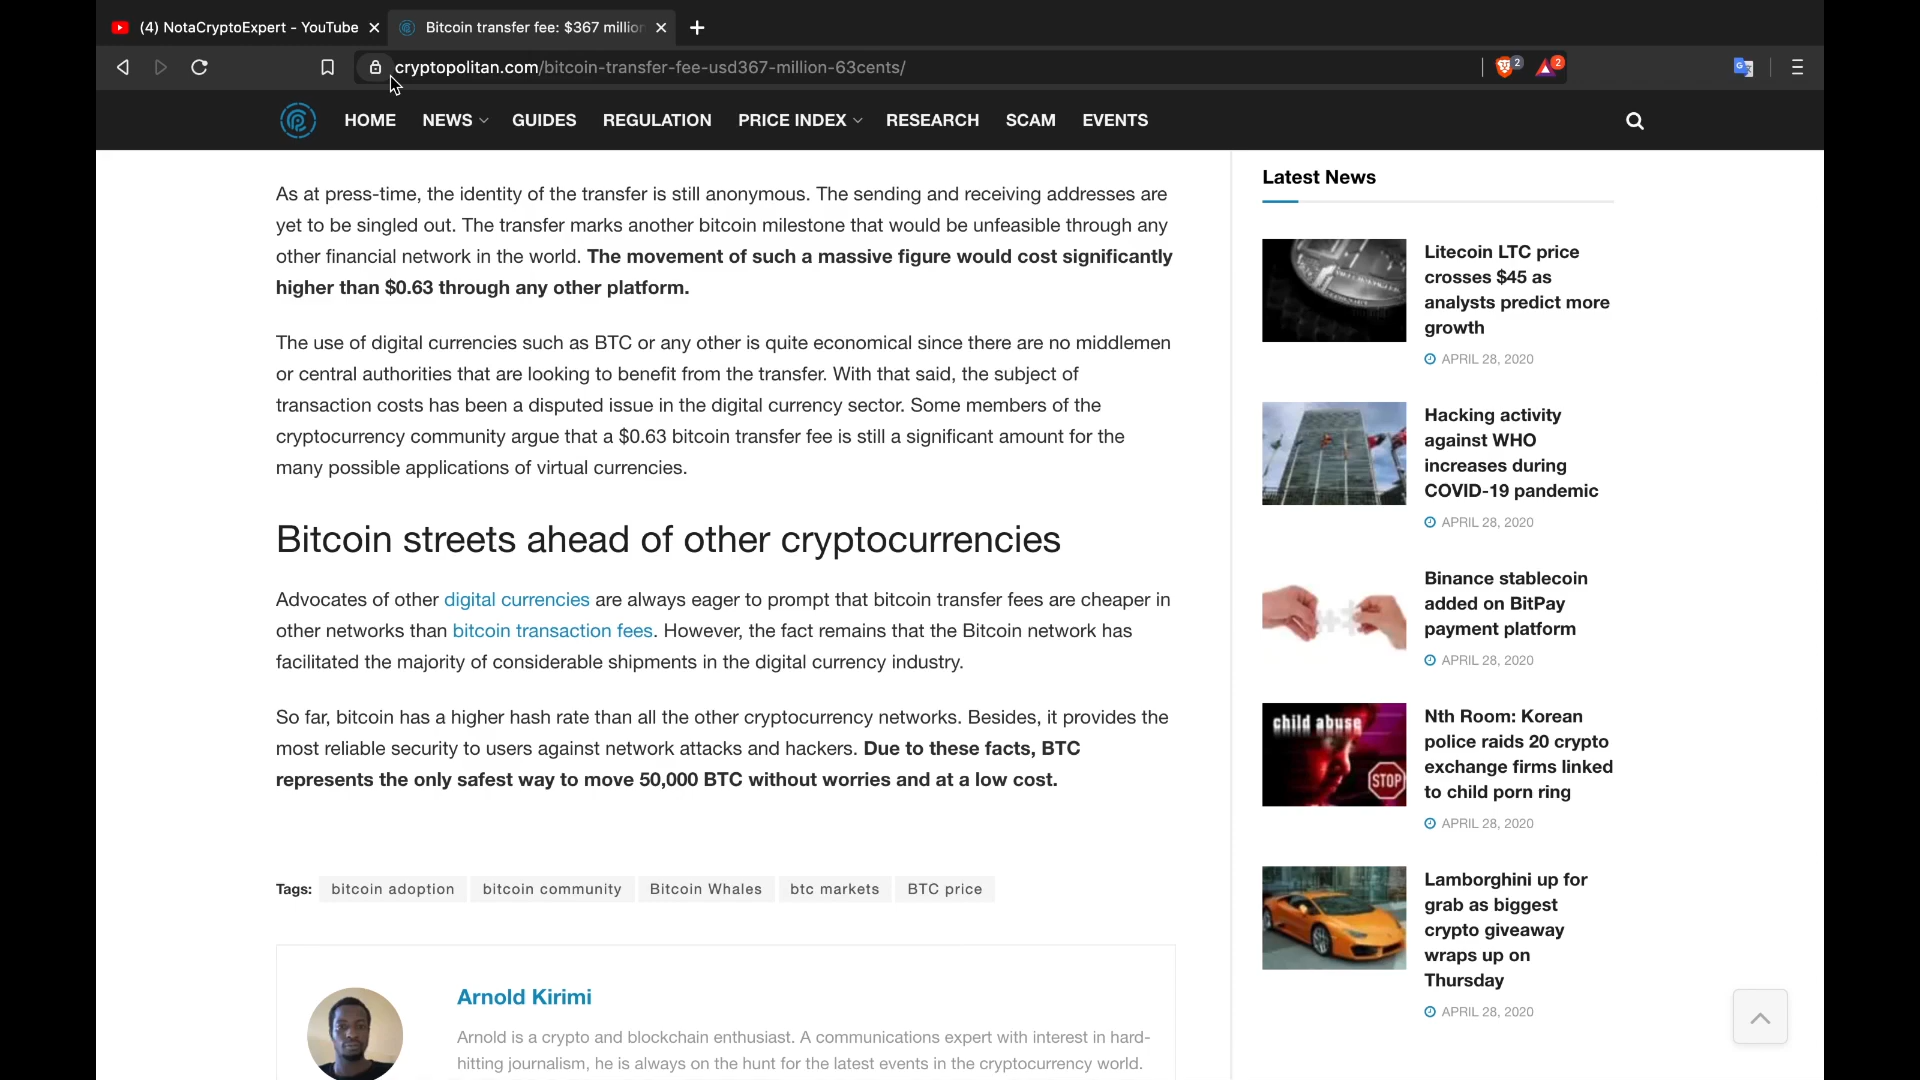 (4) NotaCryptoExpert - YouTube
Bitcoin transfer fee: $367 million
cryptopolitan.com/bitcoin-transfer-fee-usd367-million-63cents/
2
2
HOME NEWS GUIDES REGULATION PRICE INDEX RESEARCH SCAM EVENTS
As at press-time, the identity of the transfer is still anonymous. The sending and receiving addresses are
yet to be singled out. The transfer marks another bitcoin milestone that would be unfeasible through any
other financial network in the world. The movement of such a massive figure would cost significantly
higher than $0.63 through any other platform.
The use of digital currencies such as BTC or any other is quite economical since there are no middlemen
or central authorities that are looking to benefit from the transfer. With that said, the subject of
transaction costs has been a disputed issue in the digital currency sector. Some members of the
cryptocurrency community argue that a $0.63 bitcoin transfer fee is still a significant amount for the
many possible applications of virtual currencies.
Bitcoin streets ahead of other cryptocurrencies
Advocates of other digital currencies are always eager to prompt that bitcoin transfer fees are cheaper in
other networks than bitcoin transaction fees. However, the fact remains that the Bitcoin network has
facilitated the majority of considerable shipments in the digital currency industry.
So far, bitcoin has a higher hash rate than all the other cryptocurrency networks. Besides, it provides the
most reliable security to users against network attacks and hackers. Due to these facts, BTC
represents the only safest way to move 50,000 BTC without worries and at a low cost.
Tags: bitcoin adoption bitcoin community Bitcoin Whales btc markets BTC price
Arnold Kirimi
Arnold is a crypto and blockchain enthusiast. A communications expert with interest in hard-
hitting journalism, he is always on the hunt for the latest events in the cryptocurrency world.
Latest News
Litecoin LTC price
crosses $45 as
analysts predict more
growth
APRIL 28, 2020
Hacking activity
against WHO
increases during
COVID-19 pandemic
APRIL 28, 2020
Binance stablecoin
added on BitPay
payment platform
APRIL 28, 2020
child abuse
STOP
Nth Room: Korean
police raids 20 crypto
exchange firms linked
to child porn ring
APRIL 28, 2020
Lamborghini up for
grab as biggest
crypto giveaway
wraps up on
Thursday
APRIL 28, 2020